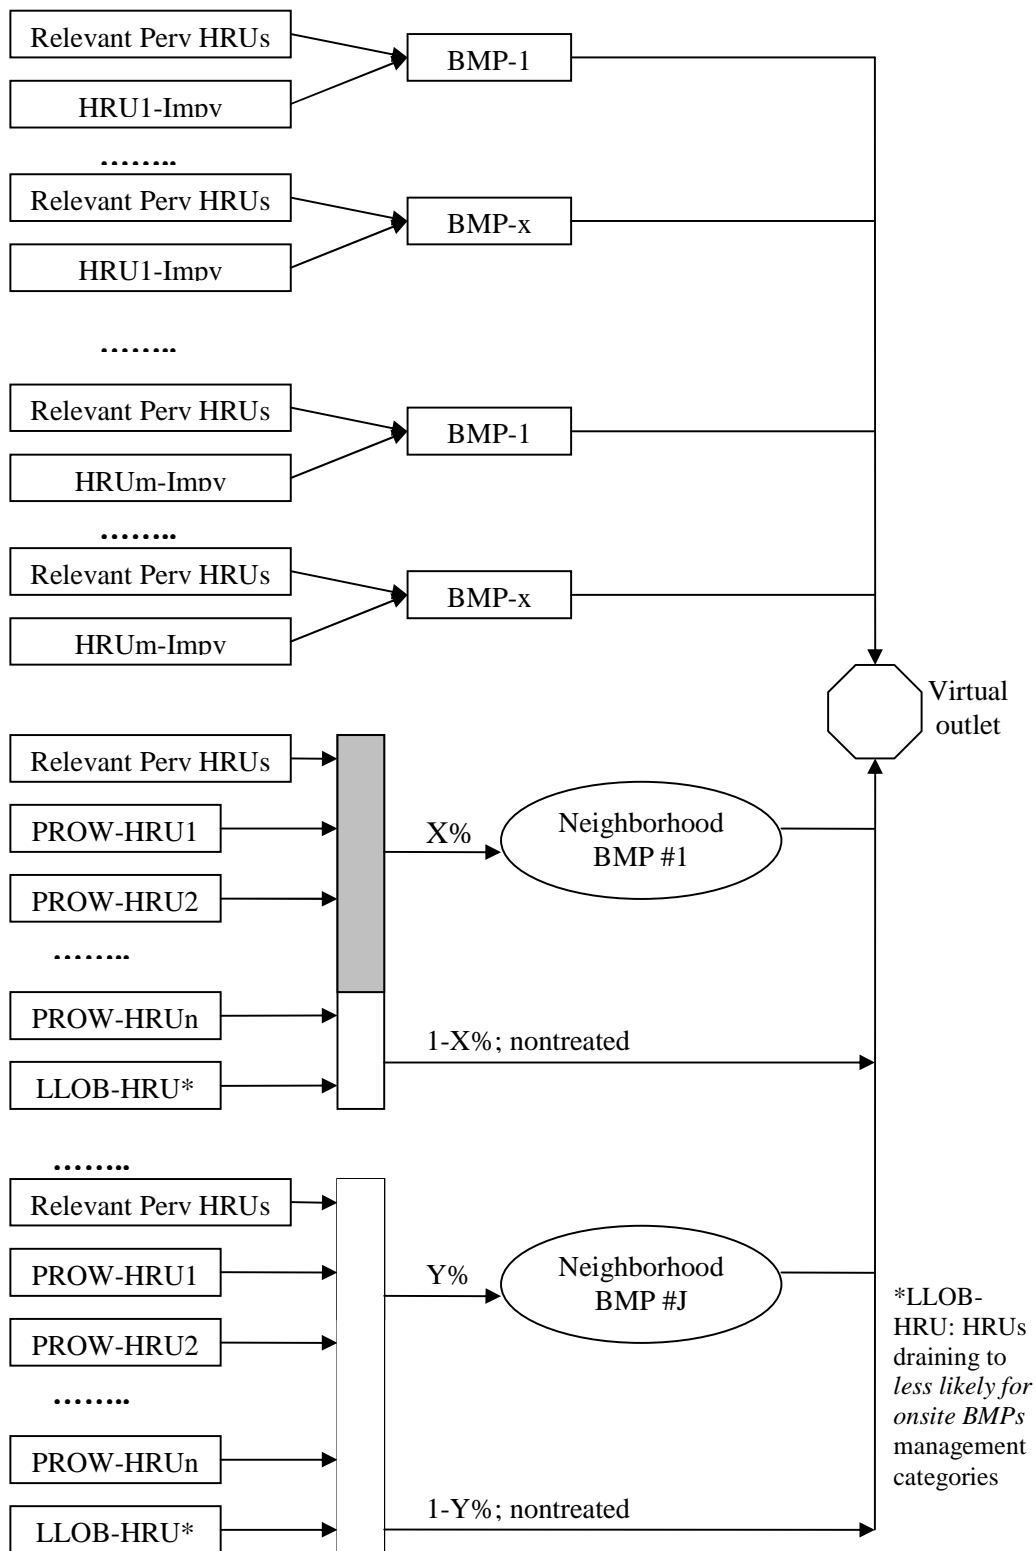 Relevant Perv HRUs
BMP-1
HRU1-Impv
........
Relevant Perv HRUs
BMP-x
HRU1-Impv
........
Relevant Perv HRUs
BMP-1
HRUm-Impv
........
Relevant Perv HRUs
BMP-x
HRUm-Impv
Virtual
outlet
Relevant Perv HRUs
PROW-HRU1
X%
Neighborhood
BMP #1
PROW-HRU2
........
PROW-HRUn
1-X%; nontreated
LLOB-HRU*
........
Relevant Perv HRUs
PROW-HRU1
Y%
Neighborhood
BMP #J
PROW-HRU2
........
PROW-HRUn
1-Y%; nontreated
LLOB-HRU*
*LLOB-
HRU: HRUs
draining to
less likely for
onsite BMPs
management
categories